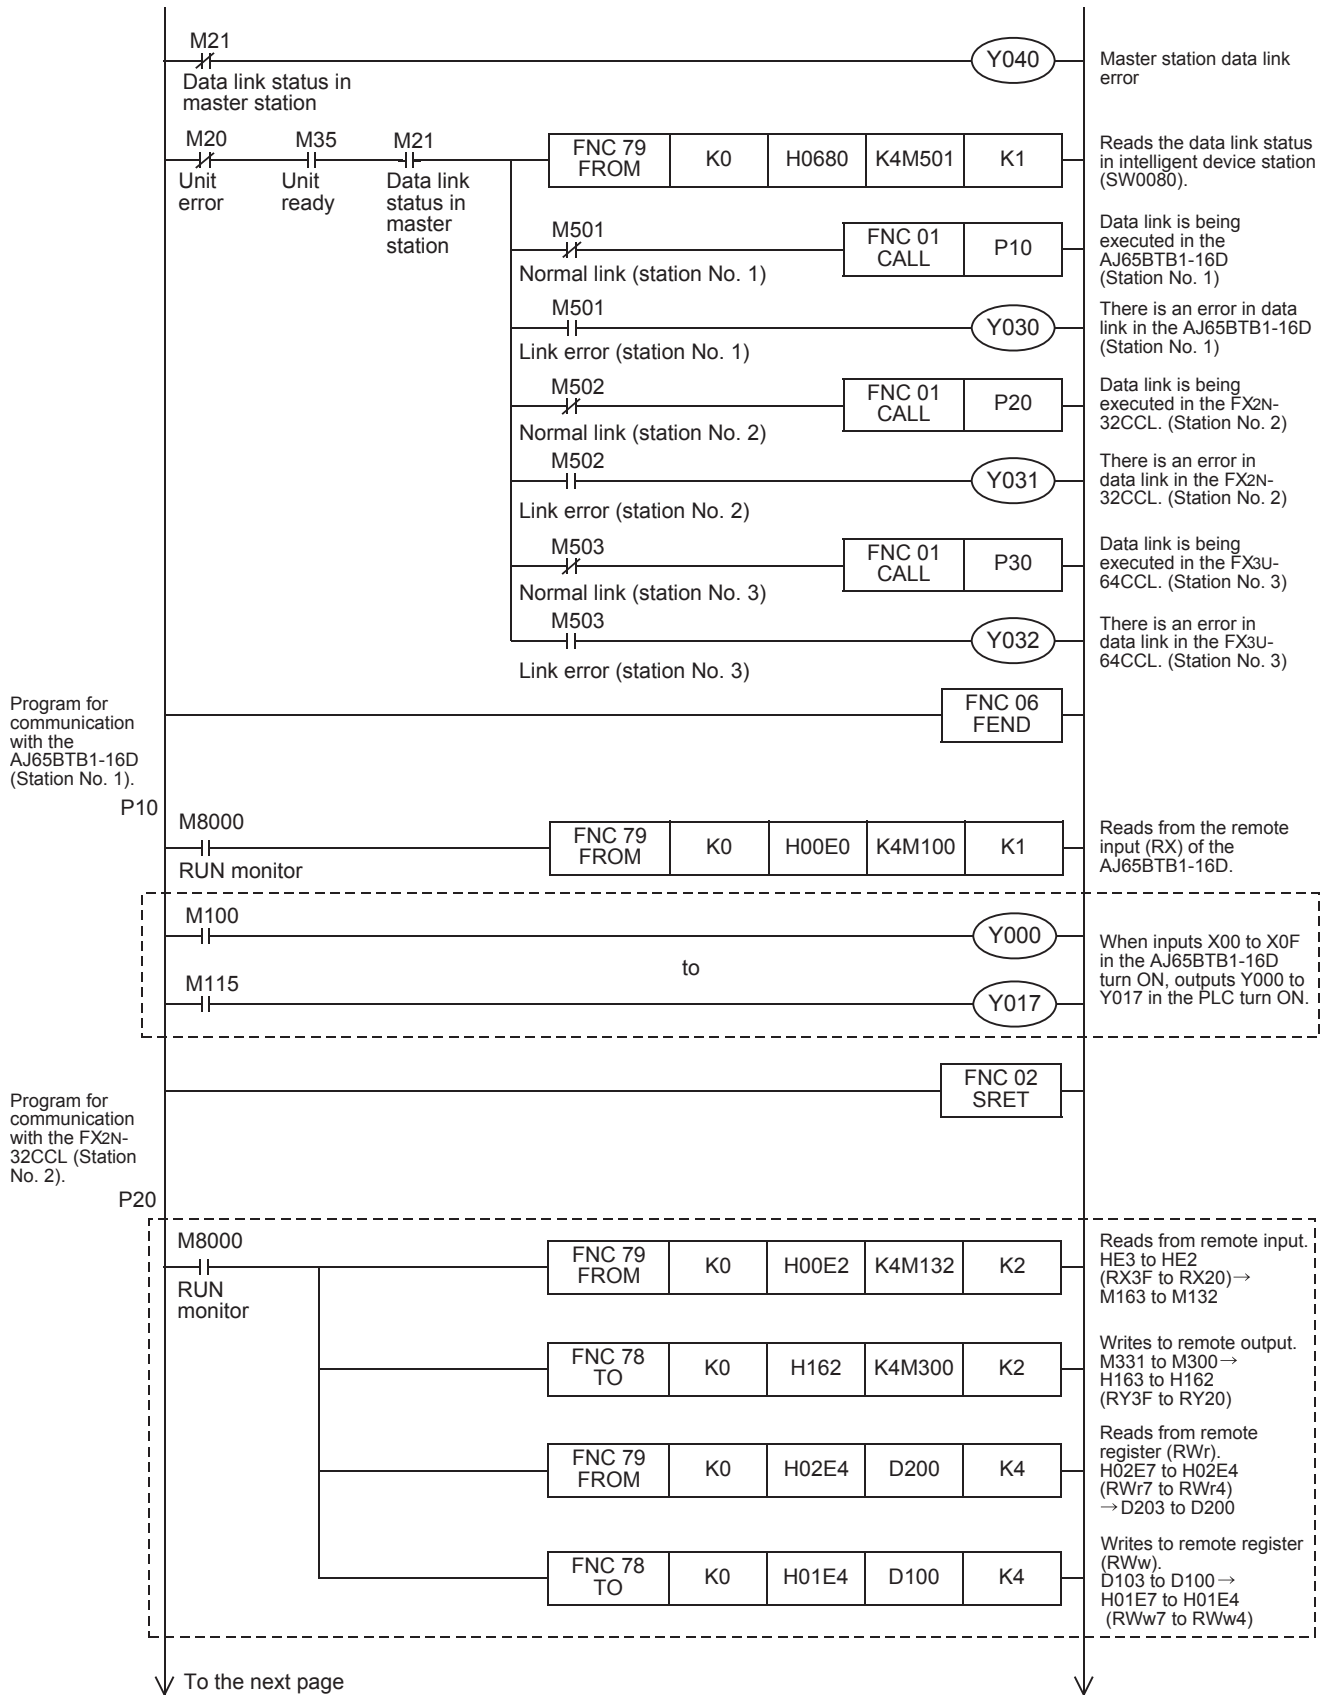 M21
Data link status in
master station
Y040
Master station data link
error
M20
Unit
error
M35
Unit
ready
M21
Data link
status in
master
station
FNC 79
FROM
K0
H0680
K4M501
K1
Reads the data link status
in intelligent device station
(SW0080).
M501
Normal link (station No. 1)
FNC 01
CALL
P10
Data link is being
executed in the
AJ65BTB1-16D
(Station No. 1)
M501
Link error (station No. 1)
Y030
There is an error in data
link in the AJ65BTB1-16D
(Station No. 1)
M502
Normal link (station No. 2)
FNC 01
CALL
P20
Data link is being
executed in the FX2N-
32CCL. (Station No. 2)
M502
Link error (station No. 2)
Y031
There is an error in
data link in the FX2N-
32CCL. (Station No. 2)
M503
Normal link (station No. 3)
FNC 01
CALL
P30
Data link is being
executed in the FX3U-
64CCL. (Station No. 3)
M503
Link error (station No. 3)
Y032
There is an error in
data link in the FX3U-
64CCL. (Station No. 3)
Program for
communication
with the
AJ65BTB1-16D
(Station No. 1).
FNC 06
FEND
P10
M8000
RUN monitor
FNC 79
FROM
K0
H00E0
K4M100
K1
Reads from the remote
input (RX) of the
AJ65BTB1-16D.
M100
Y000
to
M115
Y017
When inputs X00 to X0F
in the AJ65BTB1-16D
turn ON, outputs Y000 to
Y017 in the PLC turn ON.
FNC 02
SRET
Program for
communication
with the FX2N-
32CCL (Station
No. 2).
P20
M8000
RUN
monitor
FNC 79
FROM
K0
H00E2
K4M132
K2
Reads from remote input.
HE3 to HE2
(RX3F to RX20)→
M163 to M132
FNC 78
TO
K0
H162
K4M300
K2
Writes to remote output.
M331 to M300→
H163 to H162
(RY3F to RY20)
FNC 79
FROM
K0
H02E4
D200
K4
Reads from remote
register (RWr).
H02E7 to H02E4
(RWr7 to RWr4)
→D203 to D200
FNC 78
TO
K0
H01E4
D100
K4
Writes to remote register
(RWw).
D103 to D100→
H01E7 to H01E4
(RWw7 to RWw4)
To the next page